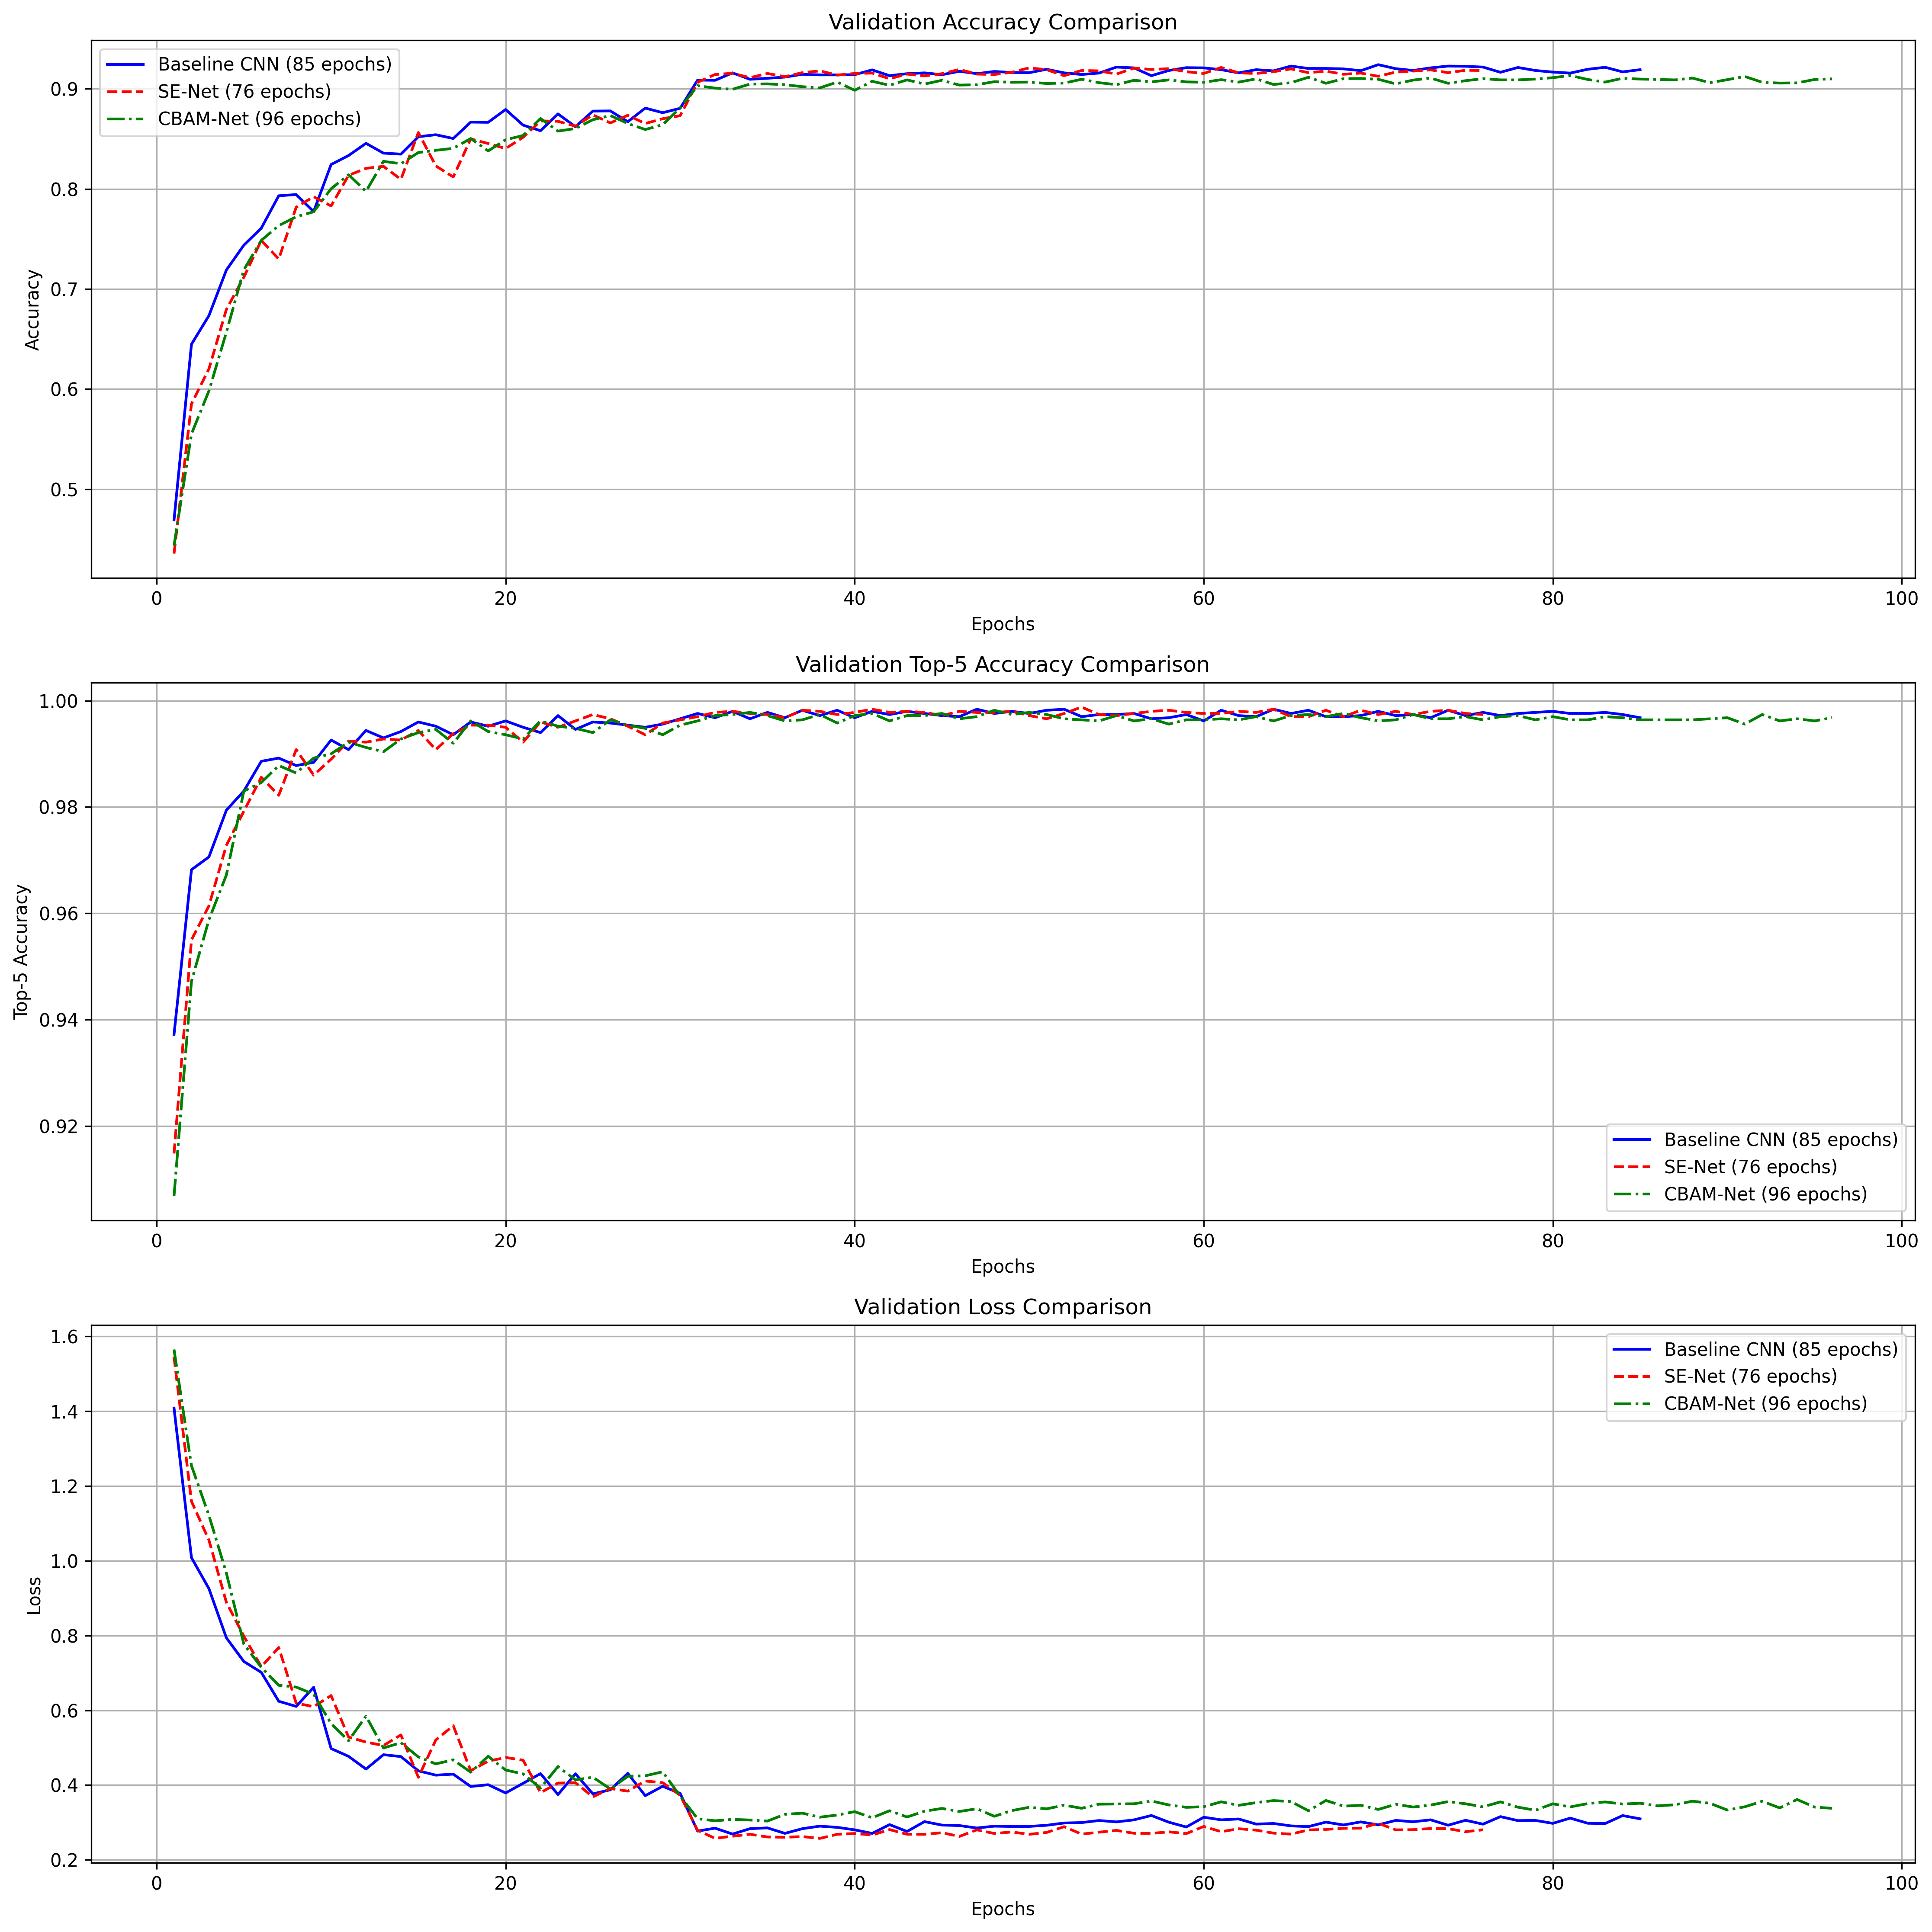 Validation Accuracy Comparison
Baseline CNN (85 epochs)
SE-Net (76 epochs)
CBAM-Net (96 epochs)
0.9
0.8
0.7
0.6
0.5
Accuracy
0
20
40
60
80
100
Epochs
Validation Top-5 Accuracy Comparison
1.00
0.98
0.96
0.94
0.92
Top-5 Accuracy
Baseline CNN (85 epochs)
SE-Net (76 epochs)
CBAM-Net (96 epochs)
0
20
40
60
80
100
Epochs
Validation Loss Comparison
Baseline CNN (85 epochs)
SE-Net (76 epochs)
CBAM-Net (96 epochs)
1.6
1.4
1.2
1.0
0.8
0.6
0.4
0.2
Loss
0
20
40
60
80
100
Epochs